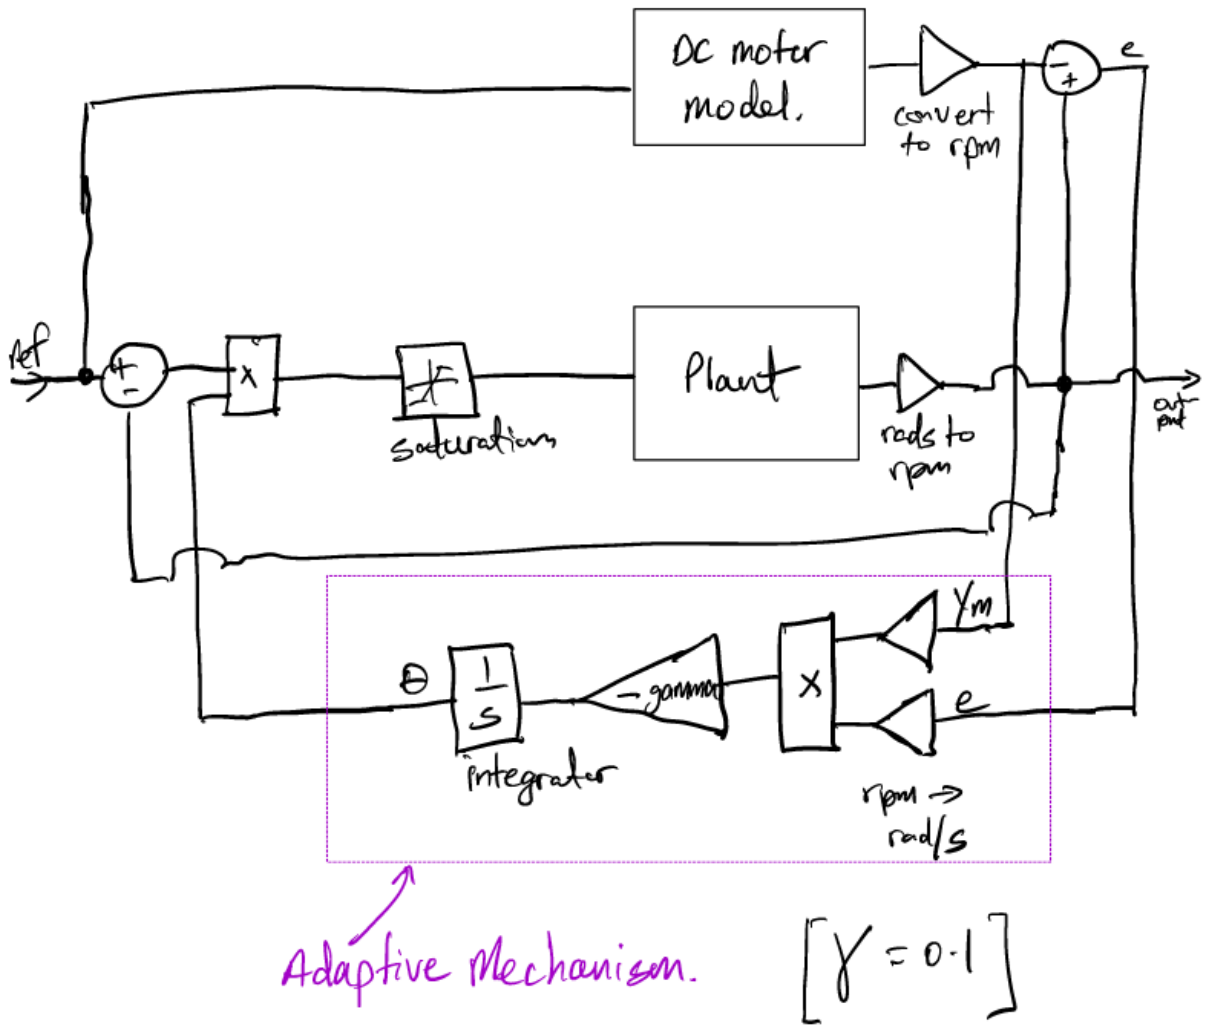 DC motor
model.
convert
to rpm
-
+
e
ref
+
-
X
saturation
Plant
rads to
rpm
out-
put
Ym
X
- gamma
1
s
θ
integrator
e
rpm →
rad/s
Adaptive Mechanism.
[γ = 0.1]